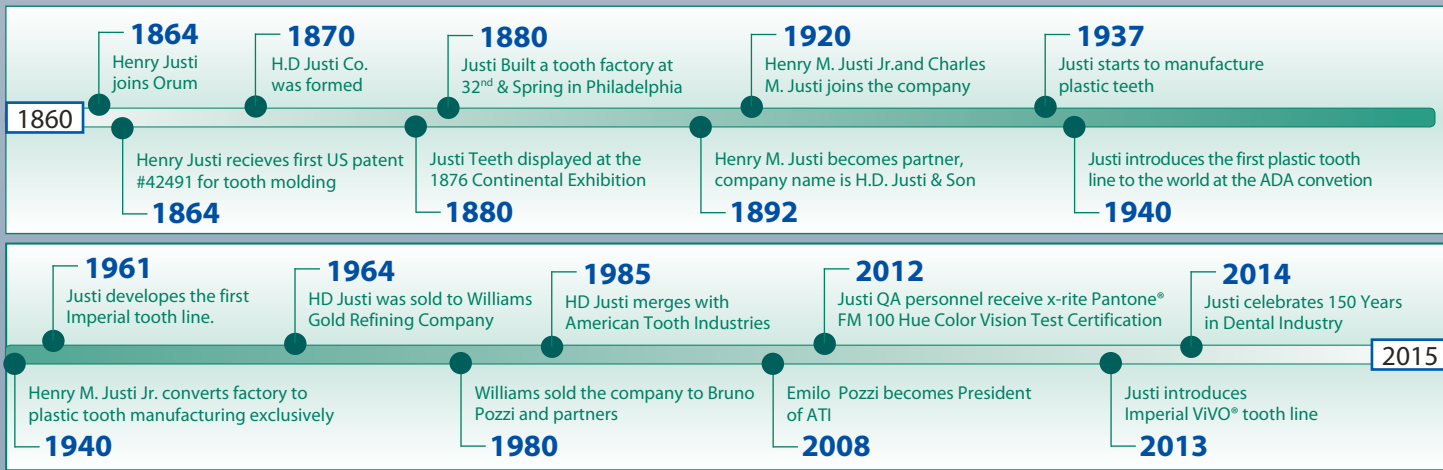 1864
Henry Justi
joins Orum
1870
H.D Justi Co.
was formed
1880
Justi Built a tooth factory at
32nd & Spring in Philadelphia
1920
Henry M. Justi Jr.and Charles
M. Justi joins the company
1937
Justi starts to manufacture
plastic teeth
1860
Henry Justi recieves first US patent
#42491 for tooth molding
1864
Justi Teeth displayed at the
1876 Continental Exhibition
1880
Henry M. Justi becomes partner,
company name is H.D. Justi & Son
1892
Justi introduces the first plastic tooth
line to the world at the ADA convetion
1940
1961
Justi developes the first
Imperial tooth line.
1964
HD Justi was sold to Williams
Gold Refining Company
1985
HD Justi merges with
American Tooth Industries
2012
Justi QA personnel receive x-rite Pantone®
FM 100 Hue Color Vision Test Certification
2014
Justi celebrates 150 Years
in Dental Industry
2015
Henry M. Justi Jr. converts factory to
plastic tooth manufacturing exclusively
1940
Williams sold the company to Bruno
Pozzi and partners
1980
Emilo Pozzi becomes President
of ATI
2008
Justi introduces
Imperial ViVO® tooth line
2013